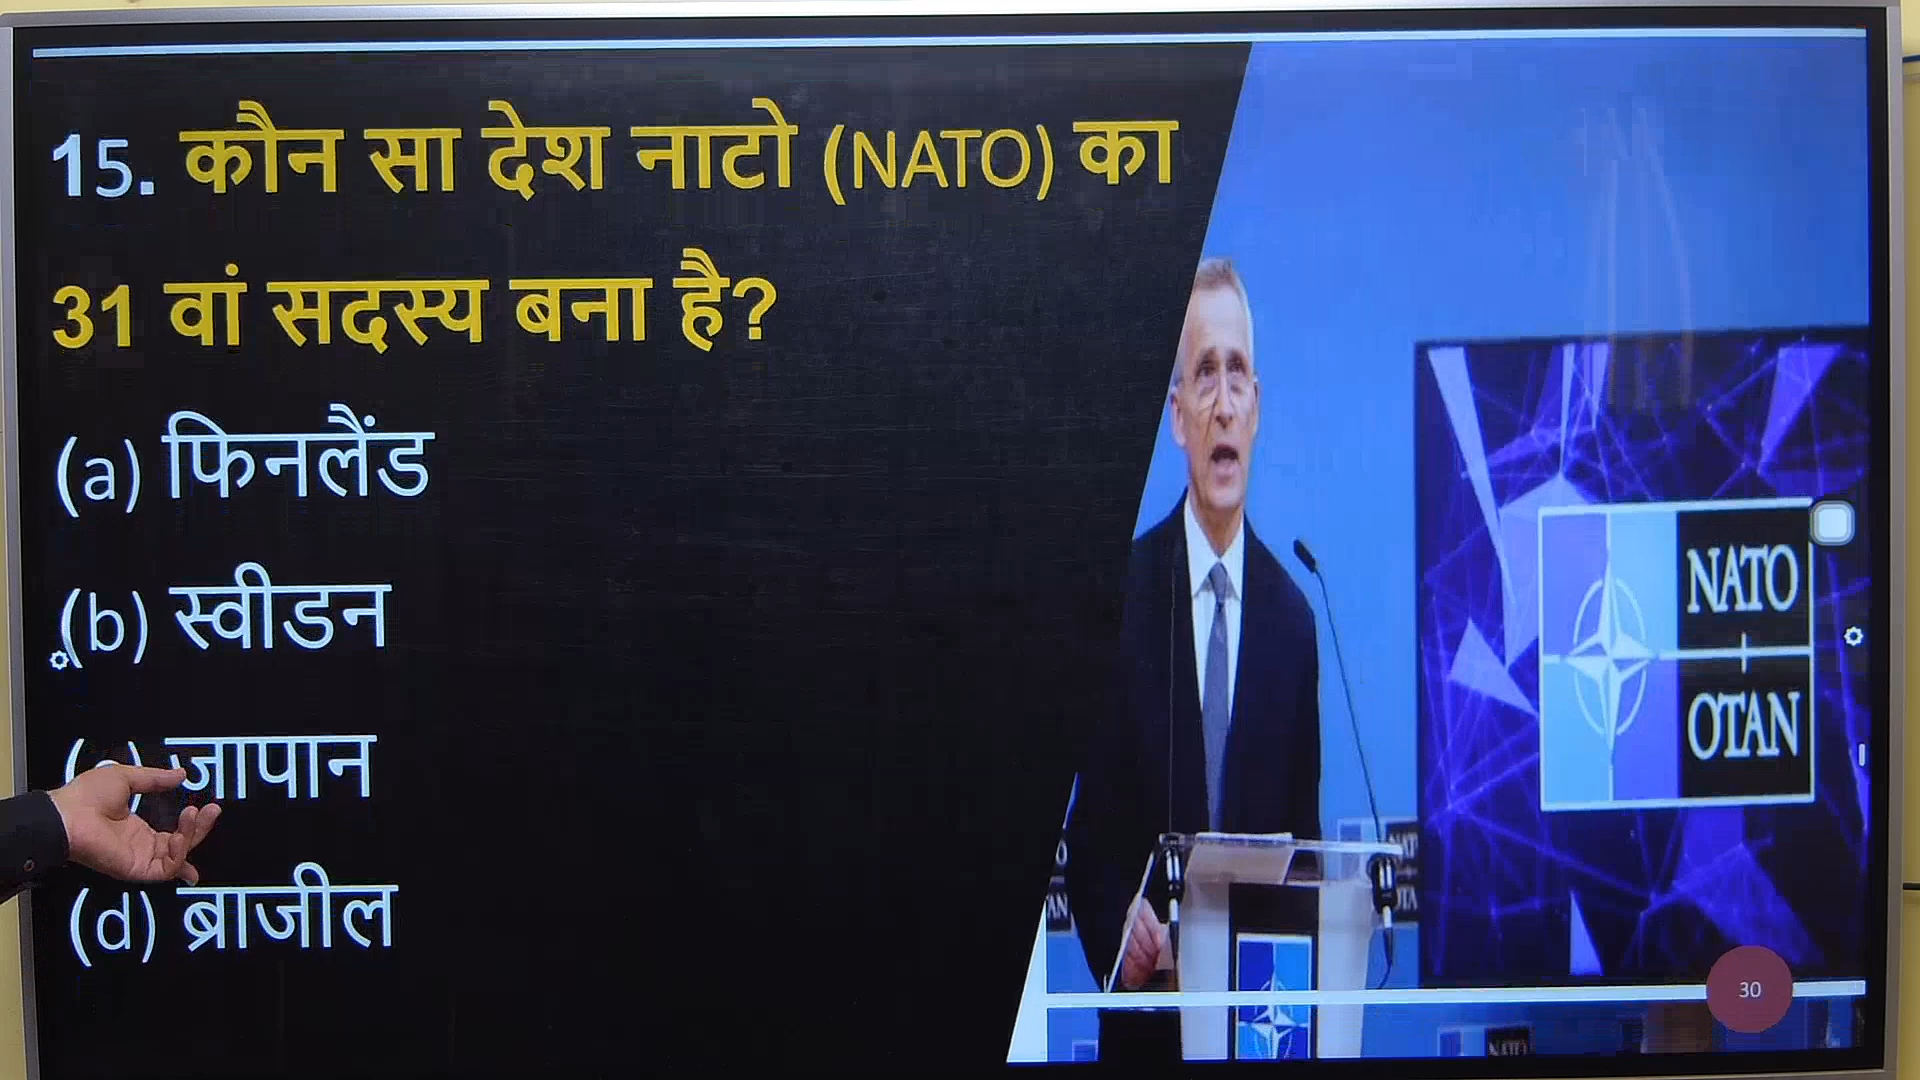 15. कौन सा देश नाटो (NATO) का
31 वां सदस्य बना है?
(a) फिनलैंड
(b) स्वीडन
जापान
(d) ब्राजील
NATO
OTAN
30